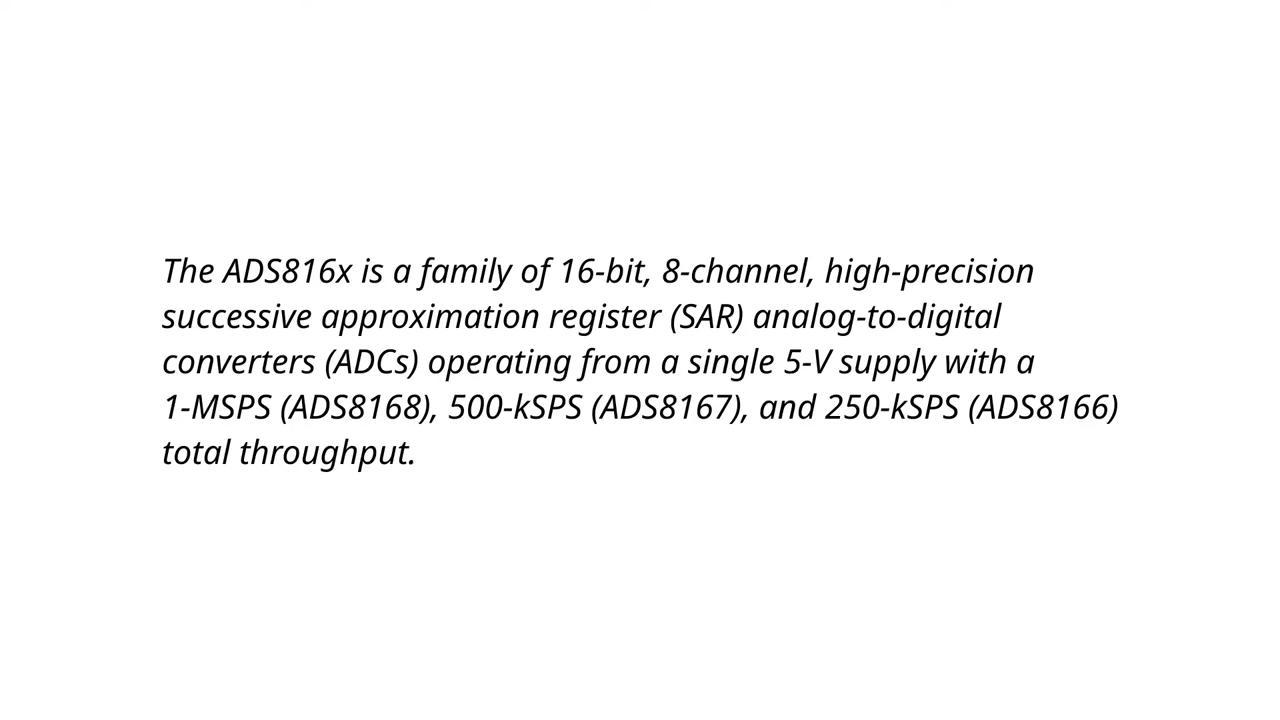 The ADS816x is a family of 16-bit, 8-channel, high-precision
successive approximation register (SAR) analog-to-digital
converters (ADCs) operating from a single 5-V supply with a
1-MSPS (ADS8168), 500-kSPS (ADS8167), and 250-kSPS (ADS8166)
total throughput.